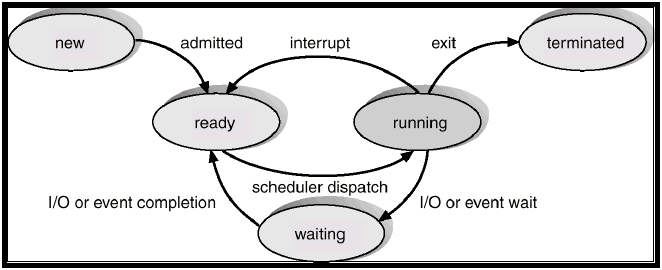 new
admitted
interrupt
exit
terminated
ready
running
scheduler dispatch
I/O or event completion
I/O or event wait
waiting